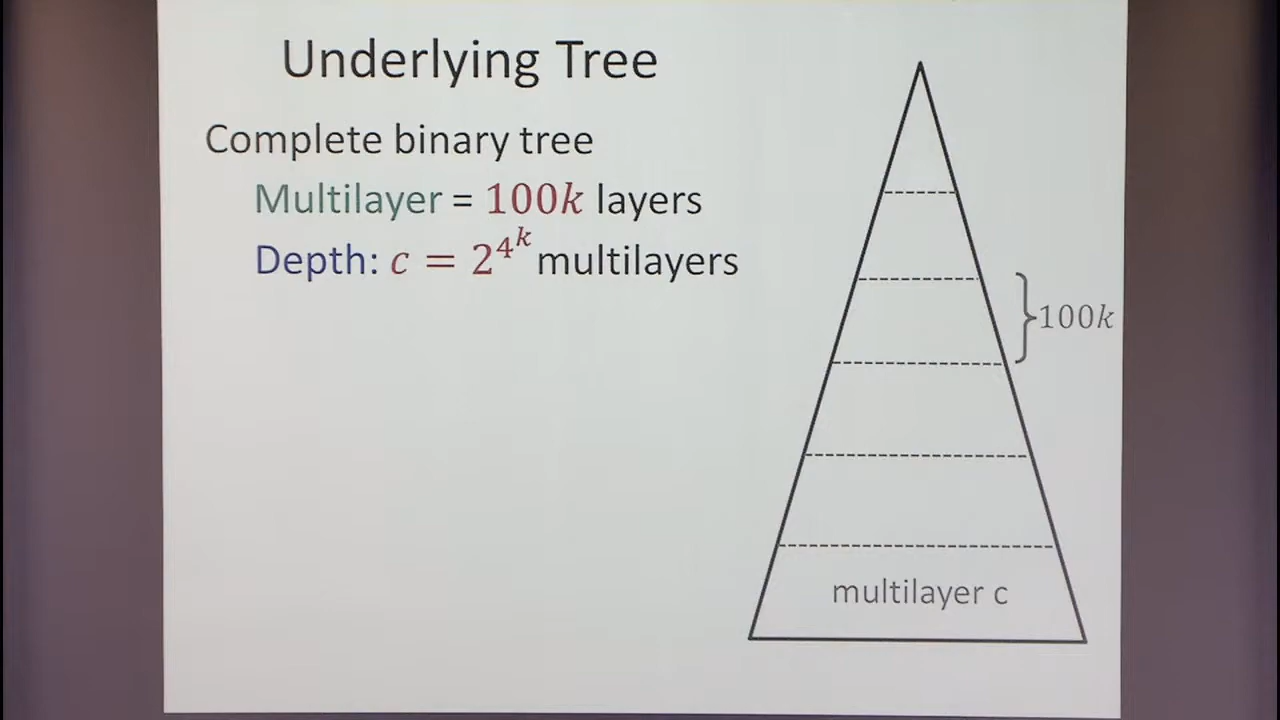 Underlying Tree
Complete binary tree
Multilayer = 100k layers
Depth: c = 2^{4^k} multilayers
100k
multilayer c